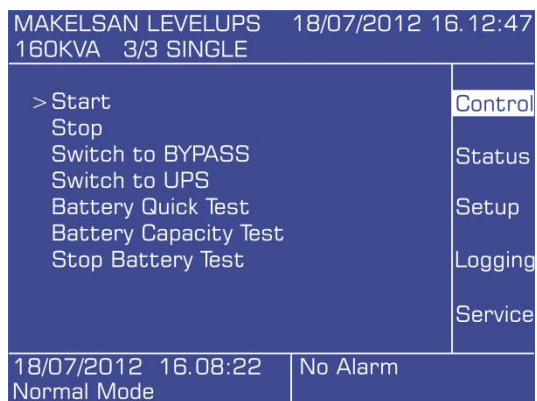 MAKELSAN LEVELUPS 18/07/2012 16.12:47
160KVA 3/3 SINGLE
>Start
Stop
Switch to BYPASS
Switch to UPS
Battery Quick Test
Battery Capacity Test
Stop Battery Test
Control
Status
Setup
Logging
Service
18/07/2012 16.08:22
Normal Mode
No Alarm